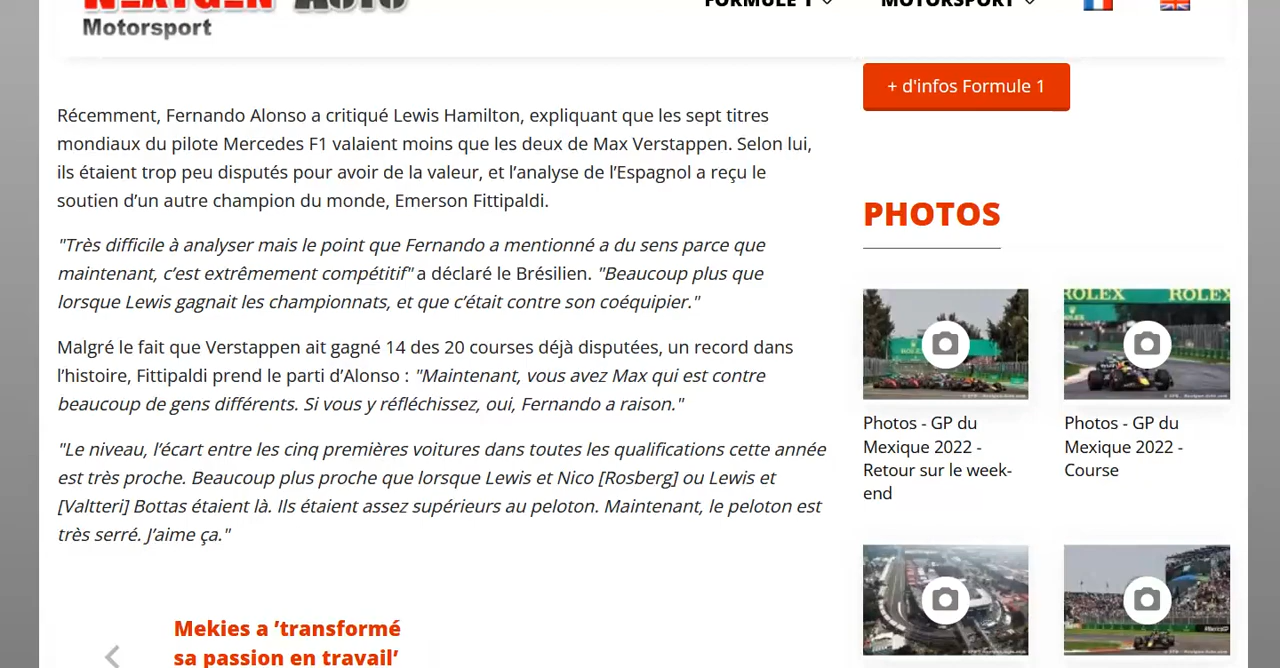 NEXTGEN AUTO
Motorsport
FORMULE 1
MOTORSPORT
+ d'infos Formule 1
Récemment, Fernando Alonso a critiqué Lewis Hamilton, expliquant que les sept titres
mondiaux du pilote Mercedes F1 valaient moins que les deux de Max Verstappen. Selon lui,
ils étaient trop peu disputés pour avoir de la valeur, et l’analyse de l’Espagnol a reçu le
soutien d’un autre champion du monde, Emerson Fittipaldi.
"Très difficile à analyser mais le point que Fernando a mentionné a du sens parce que
maintenant, c’est extrêmement compétitif" a déclaré le Brésilien. "Beaucoup plus que
lorsque Lewis gagnait les championnats, et que c’était contre son coéquipier."
Malgré le fait que Verstappen ait gagné 14 des 20 courses déjà disputées, un record dans
l’histoire, Fittipaldi prend le parti d’Alonso : "Maintenant, vous avez Max qui est contre
beaucoup de gens différents. Si vous y réfléchissez, oui, Fernando a raison."
"Le niveau, l’écart entre les cinq premières voitures dans toutes les qualifications cette année
est très proche. Beaucoup plus proche que lorsque Lewis et Nico [Rosberg] ou Lewis et
[Valtteri] Bottas étaient là. Ils étaient assez supérieurs au peloton. Maintenant, le peloton est
très serré. J’aime ça."
Mekies a ’transformé
sa passion en travail’
PHOTOS
ROLEX ROLEX
Photos - GP du
Mexique 2022 -
Retour sur le week-
end
Photos - GP du
Mexique 2022 -
Course